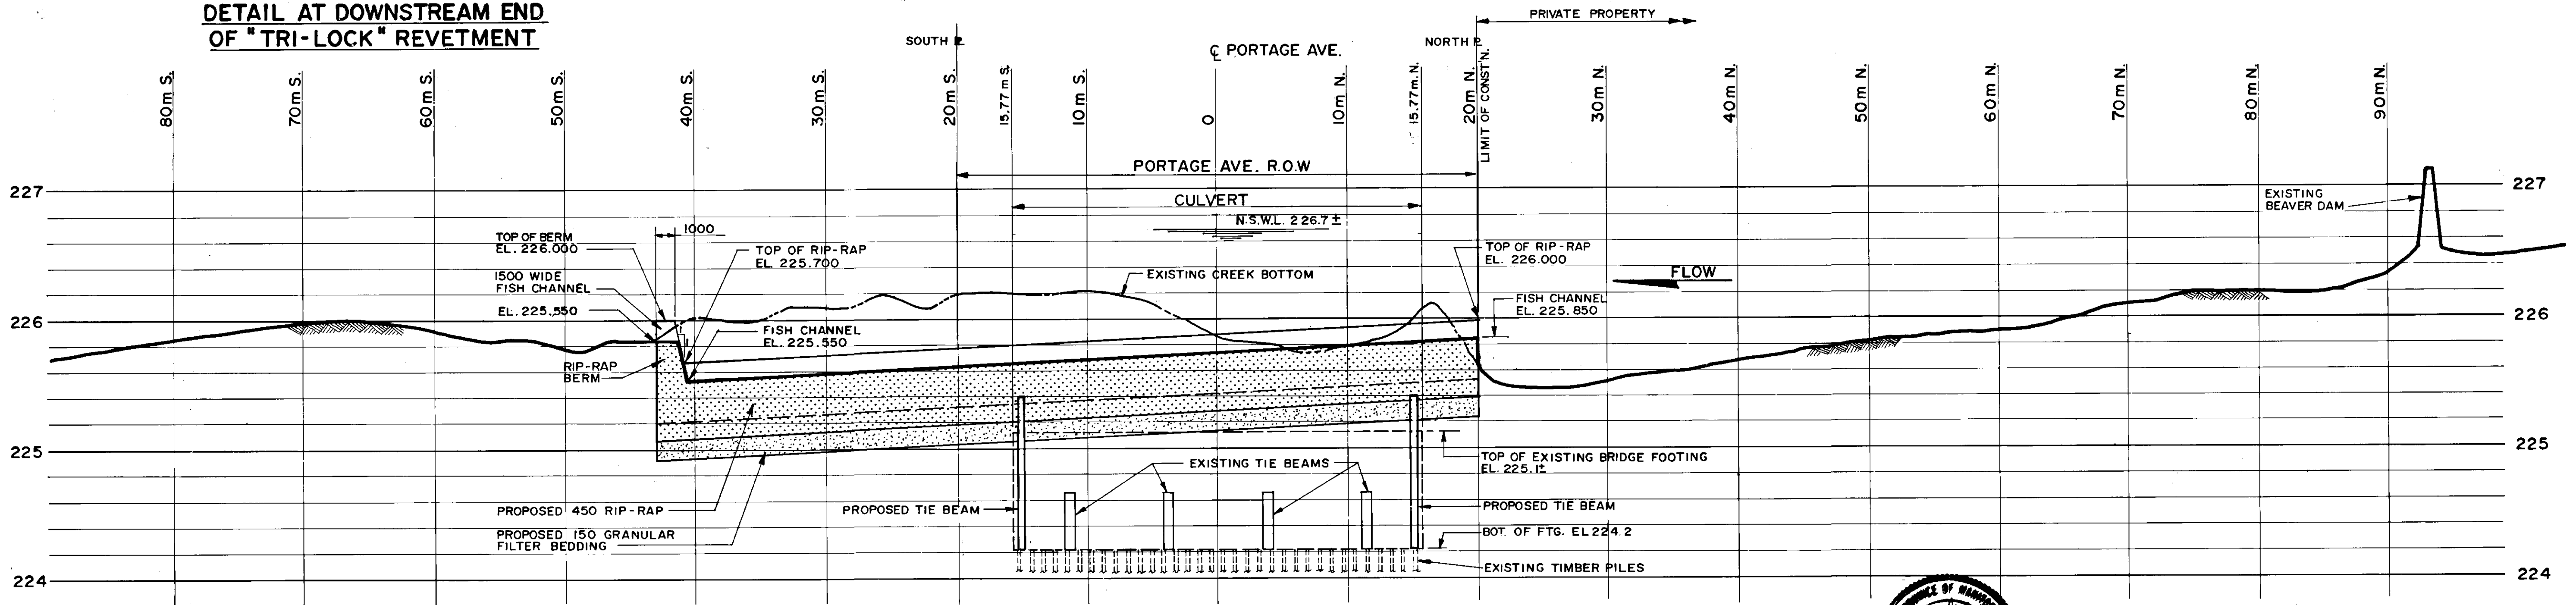 DETAIL AT DOWNSTREAM END
OF "TRI-LOCK" REVETMENT
PRIVATE PROPERTY
SOUTH ⅊
℄ PORTAGE AVE.
NORTH ⅊
80m S.
70m S.
60m S.
50m S.
40m S.
30m S.
20m S.
15.77m S.
10m S.
0
10m N.
15.77m. N.
20m N.
LIMIT OF CONST'N.
30m N.
40m N.
50m N.
60m N.
70m N.
80m N.
90m N.
PORTAGE AVE. R.O.W
227
CULVERT
227
N.S.W.L. 226.7±
EXISTING
BEAVER DAM
1000
TOP OF BERM
EL. 226.000
TOP OF RIP-RAP
EL. 225.700
TOP OF RIP-RAP
EL. 226.000
1500 WIDE
FISH CHANNEL
EL. 225.550
EXISTING CREEK BOTTOM
FLOW
FISH CHANNEL
EL. 225.850
226
FISH CHANNEL
EL. 225.550
226
RIP-RAP
BERM
225
225
EXISTING TIE BEAMS
TOP OF EXISTING BRIDGE FOOTING
EL. 225.1±
PROPOSED 450 RIP-RAP
PROPOSED TIE BEAM
PROPOSED TIE BEAM
PROPOSED 150 GRANULAR
FILTER BEDDING
BOT. OF FTG. EL 224.2
EXISTING TIMBER PILES
224
224